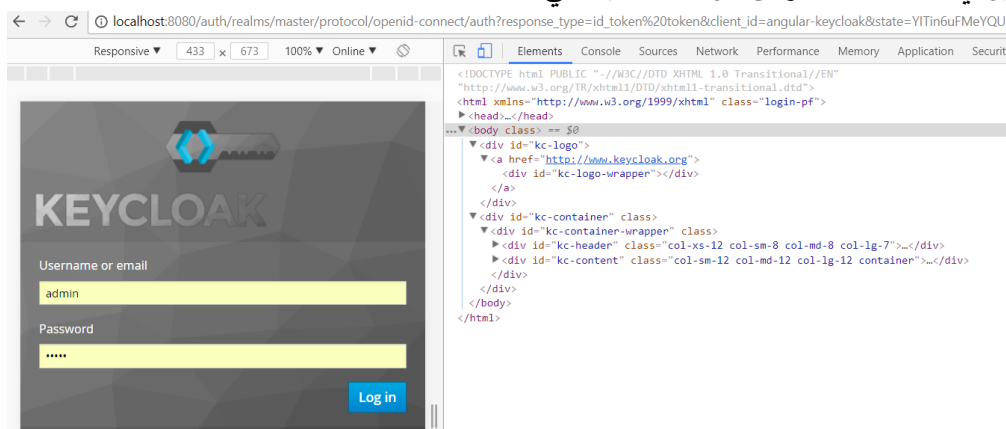 localhost:8080/auth/realms/master/protocol/openid-connect/auth?response_type=id_token%20token&client_id=angular-keycloak&state=YITin6uFMeYQU
Responsive ▼ 433 x 673 100% ▼ Online ▼
Elements Console Sources Network Performance Memory Application Securit
<!DOCTYPE html PUBLIC "-//W3C//DTD XHTML 1.0 Transitional//EN"
"http://www.w3.org/TR/xhtml1/DTD/xhtml1-transitional.dtd">
<html xmlns="http://www.w3.org/1999/xhtml" class="login-pf">
▶<head>…</head>
...▼<body class> == $0
▼<div id="kc-logo">
▼<a href="http://www.keycloak.org">
<div id="kc-logo-wrapper"></div>
</a>
</div>
▼<div id="kc-container" class>
▼<div id="kc-container-wrapper" class>
▶<div id="kc-header" class="col-xs-12 col-sm-8 col-md-8 col-lg-7">…</div>
▶<div id="kc-content" class="col-sm-12 col-md-12 col-lg-12 container">…</div>
</div>
</div>
</body>
</html>
KEYCLOAK
Username or email
admin
Password
•••••
Log in